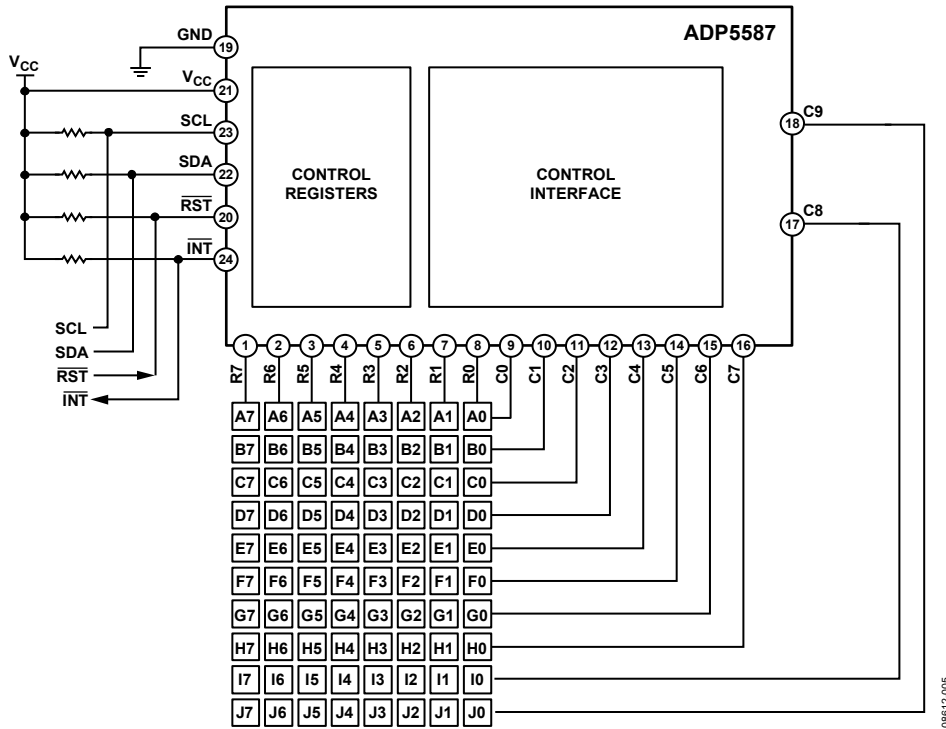 ADP5587
GND
19
VCC
VCC
21
SCL
23
SDA
22
RST
20
INT
24
CONTROL
REGISTERS
CONTROL
INTERFACE
18
C9
17
C8
SCL
SDA
RST
INT
1 2 3 4 5 6 7 8 9 10 11 12 13 14 15 16
R7 R6 R5 R4 R3 R2 R1 R0 C0 C1 C2 C3 C4 C5 C6 C7
A7 A6 A5 A4 A3 A2 A1 A0
B7 B6 B5 B4 B3 B2 B1 B0
C7 C6 C5 C4 C3 C2 C1 C0
D7 D6 D5 D4 D3 D2 D1 D0
E7 E6 E5 E4 E3 E2 E1 E0
F7 F6 F5 F4 F3 F2 F1 F0
G7 G6 G5 G4 G3 G2 G1 G0
H7 H6 H5 H4 H3 H2 H1 H0
I7 I6 I5 I4 I3 I2 I1 I0
J7 J6 J5 J4 J3 J2 J1 J0